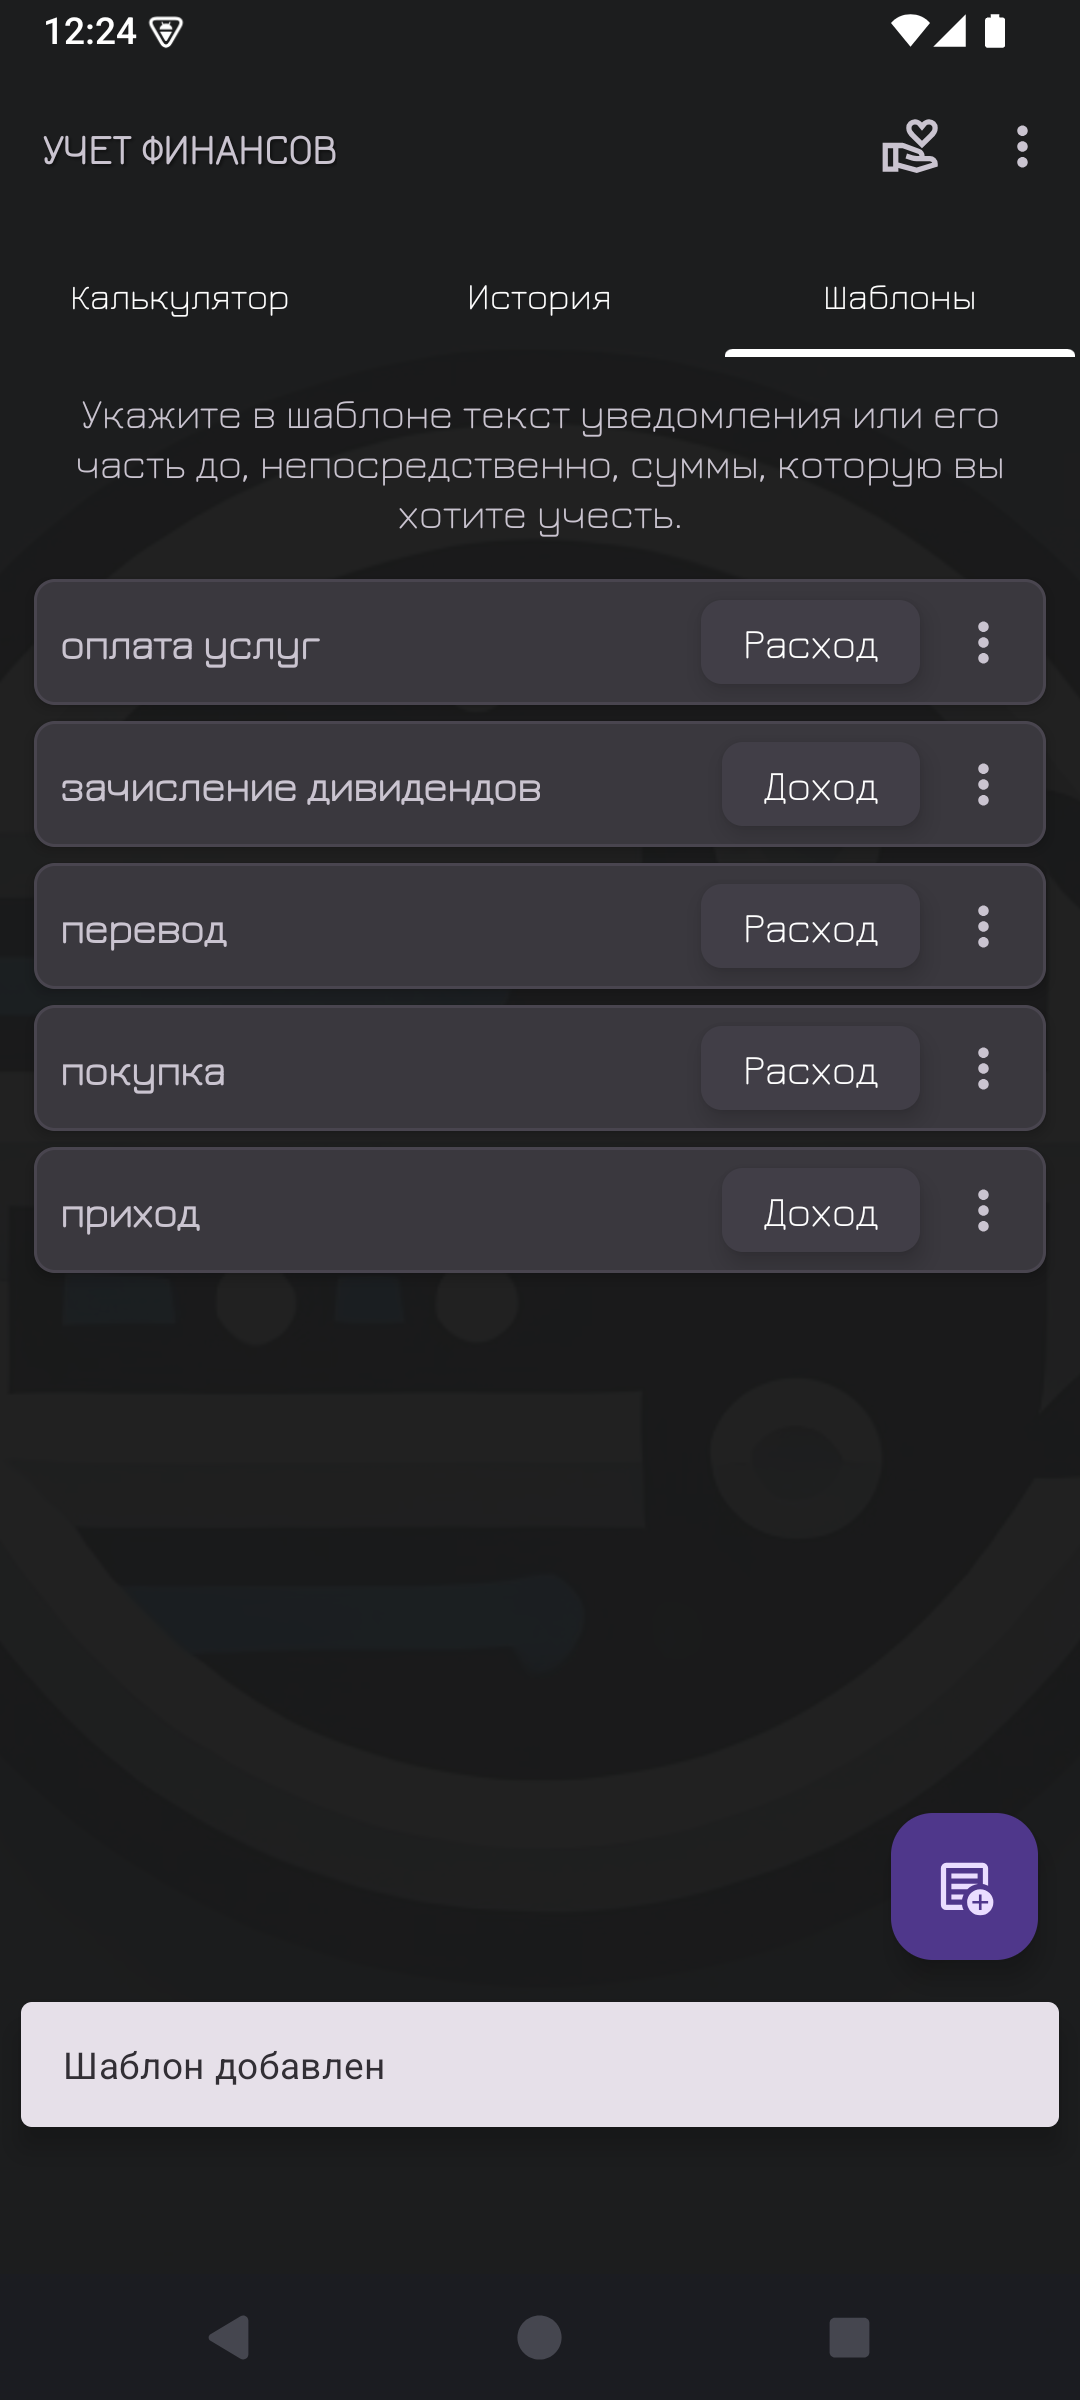 12:24
УЧЕТ ФИНАНСОВ
Калькулятор
История
Шаблоны
Укажите в шаблоне текст уведомления или его
часть до, непосредственно, суммы, которую вы
хотите учесть.
оплата услуг
Расход
зачисление дивидендов
Доход
перевод
Расход
покупка
Расход
приход
Доход
Шаблон добавлен